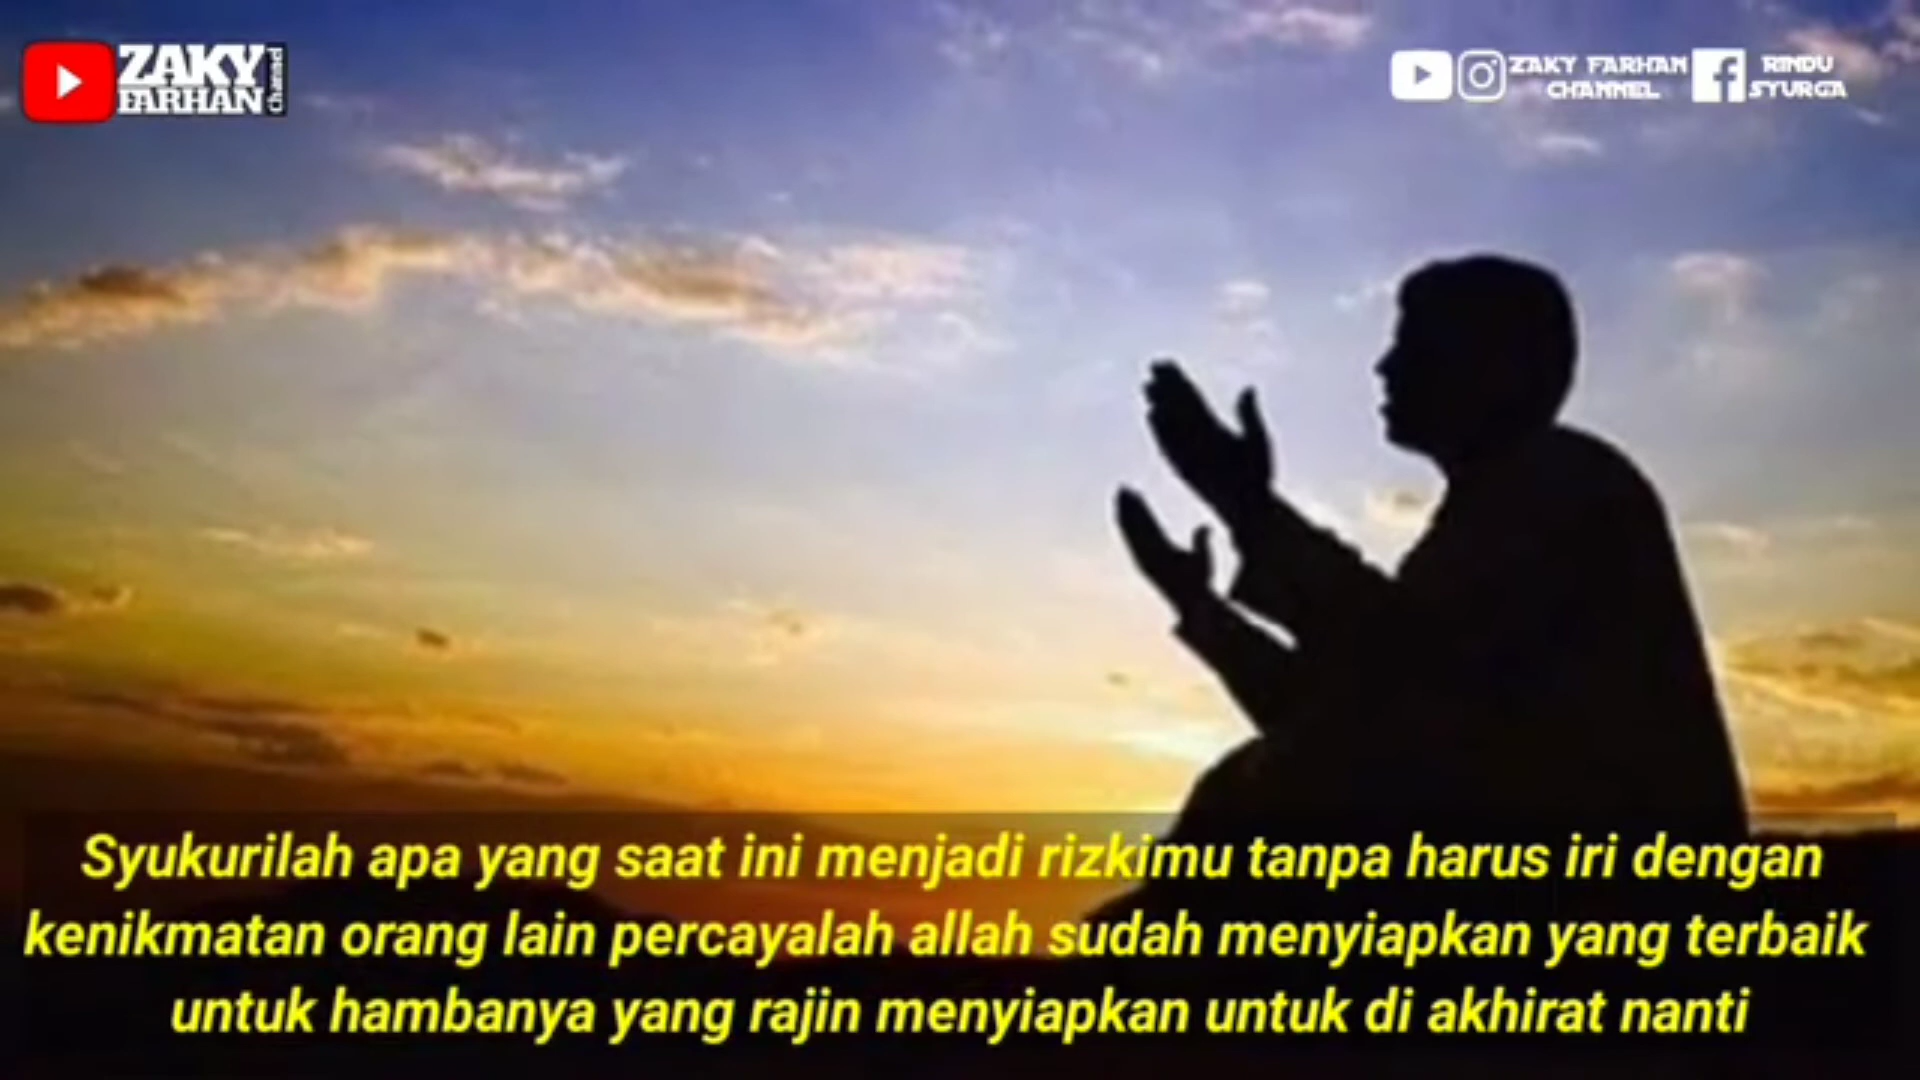 ZAKY
FARHAN
Channel
ZAKY FARHAN
CHANNEL
RINDU
SYURGA
Syukurilah apa yang saat ini menjadi rizkimu tanpa harus iri dengan
kenikmatan orang lain percayalah allah sudah menyiapkan yang terbaik
untuk hambanya yang rajin menyiapkan untuk di akhirat nanti